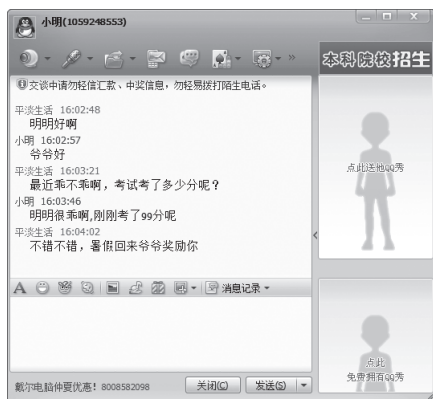 小明(1059248553)
本科院校招生
交谈中请勿轻信汇款、中奖信息，勿轻易拨打陌生电话。
平淡生活 16:02:48
明明好啊
小明 16:02:57
爷爷好
平淡生活 16:03:21
最近乖不乖啊，考试考了多少分呢？
小明 16:03:46
明明很乖啊,刚刚考了99分呢
平淡生活 16:04:02
不错不错，暑假回来爷爷奖励你
点此送他QQ秀
A
消息记录
点此
免费拥有QQ秀
戴尔电脑仲夏优惠！8008582098
关闭(C)
发送(S)